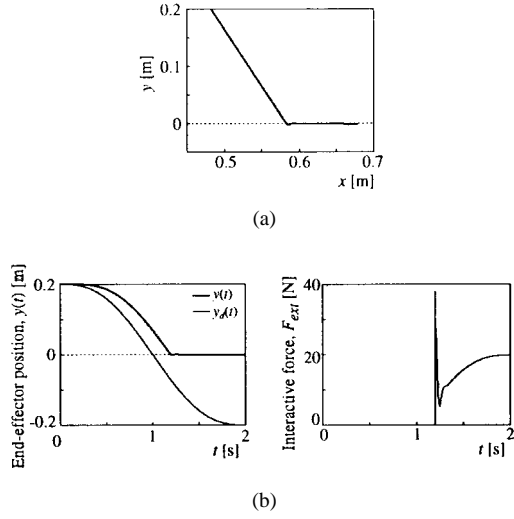 0.2
y [m]
0.1
0
0.5 0.6 0.7
x [m]
(a)
End-effector position, y(t) [m]
0.2
0
-0.2
y(t)
y_d(t)
0 1 2
t [s]
Interactive force, F_ext [N]
40
20
0
0 1 2
t [s]
(b)